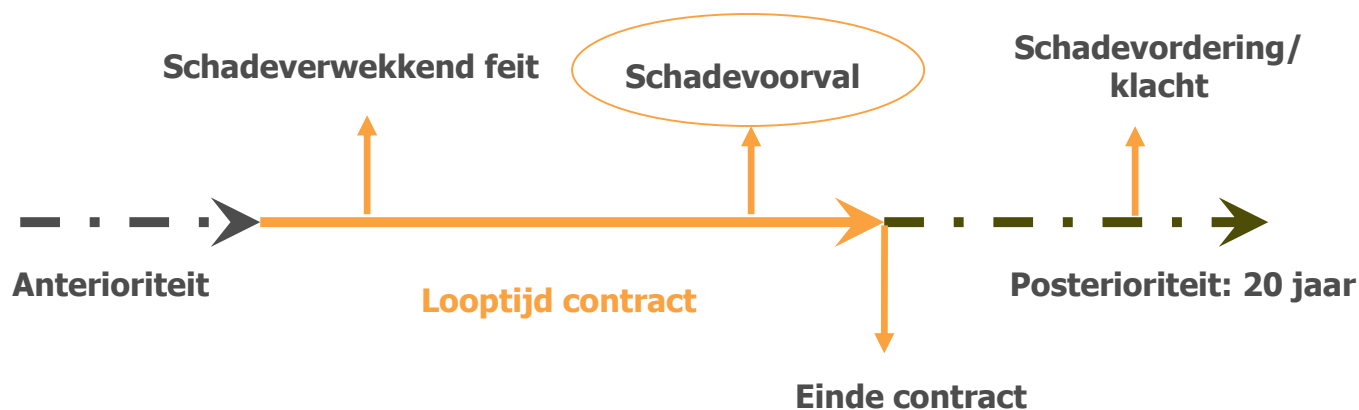 Schadeverwekkend feit
Schadevoorval
Schadevordering/
klacht
Anterioriteit
Looptijd contract
Posterioriteit: 20 jaar
Einde contract